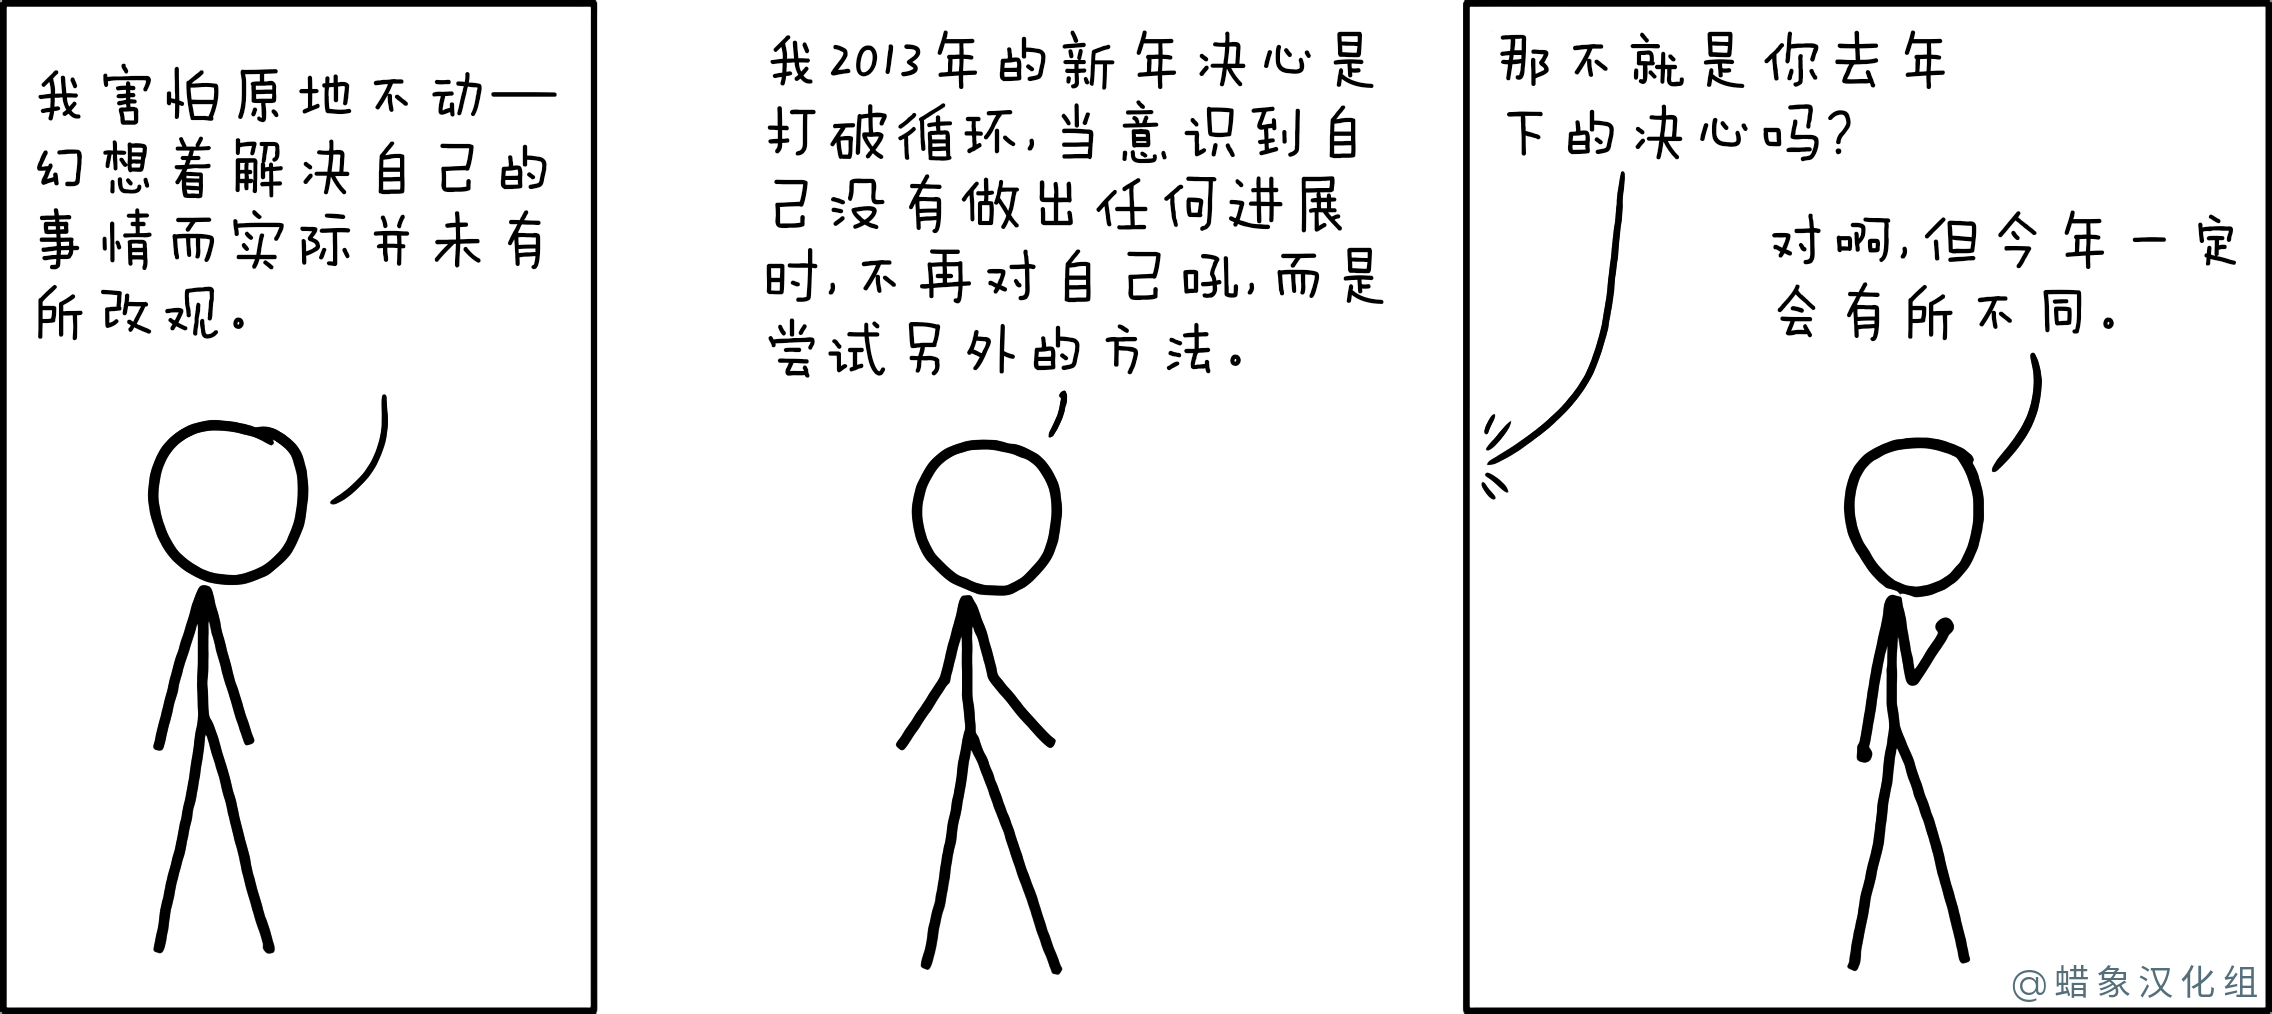 我害怕原地不动——
幻想着解决自己的
事情而实际并未有
所改观。
我2013年的新年决心是
打破循环,当意识到自
己没有做出任何进展
时,不再对自己吼,而是
尝试另外的方法。
那不就是你去年
下的决心吗?
对啊,但今年一定
会有所不同。
@蜡象汉化组